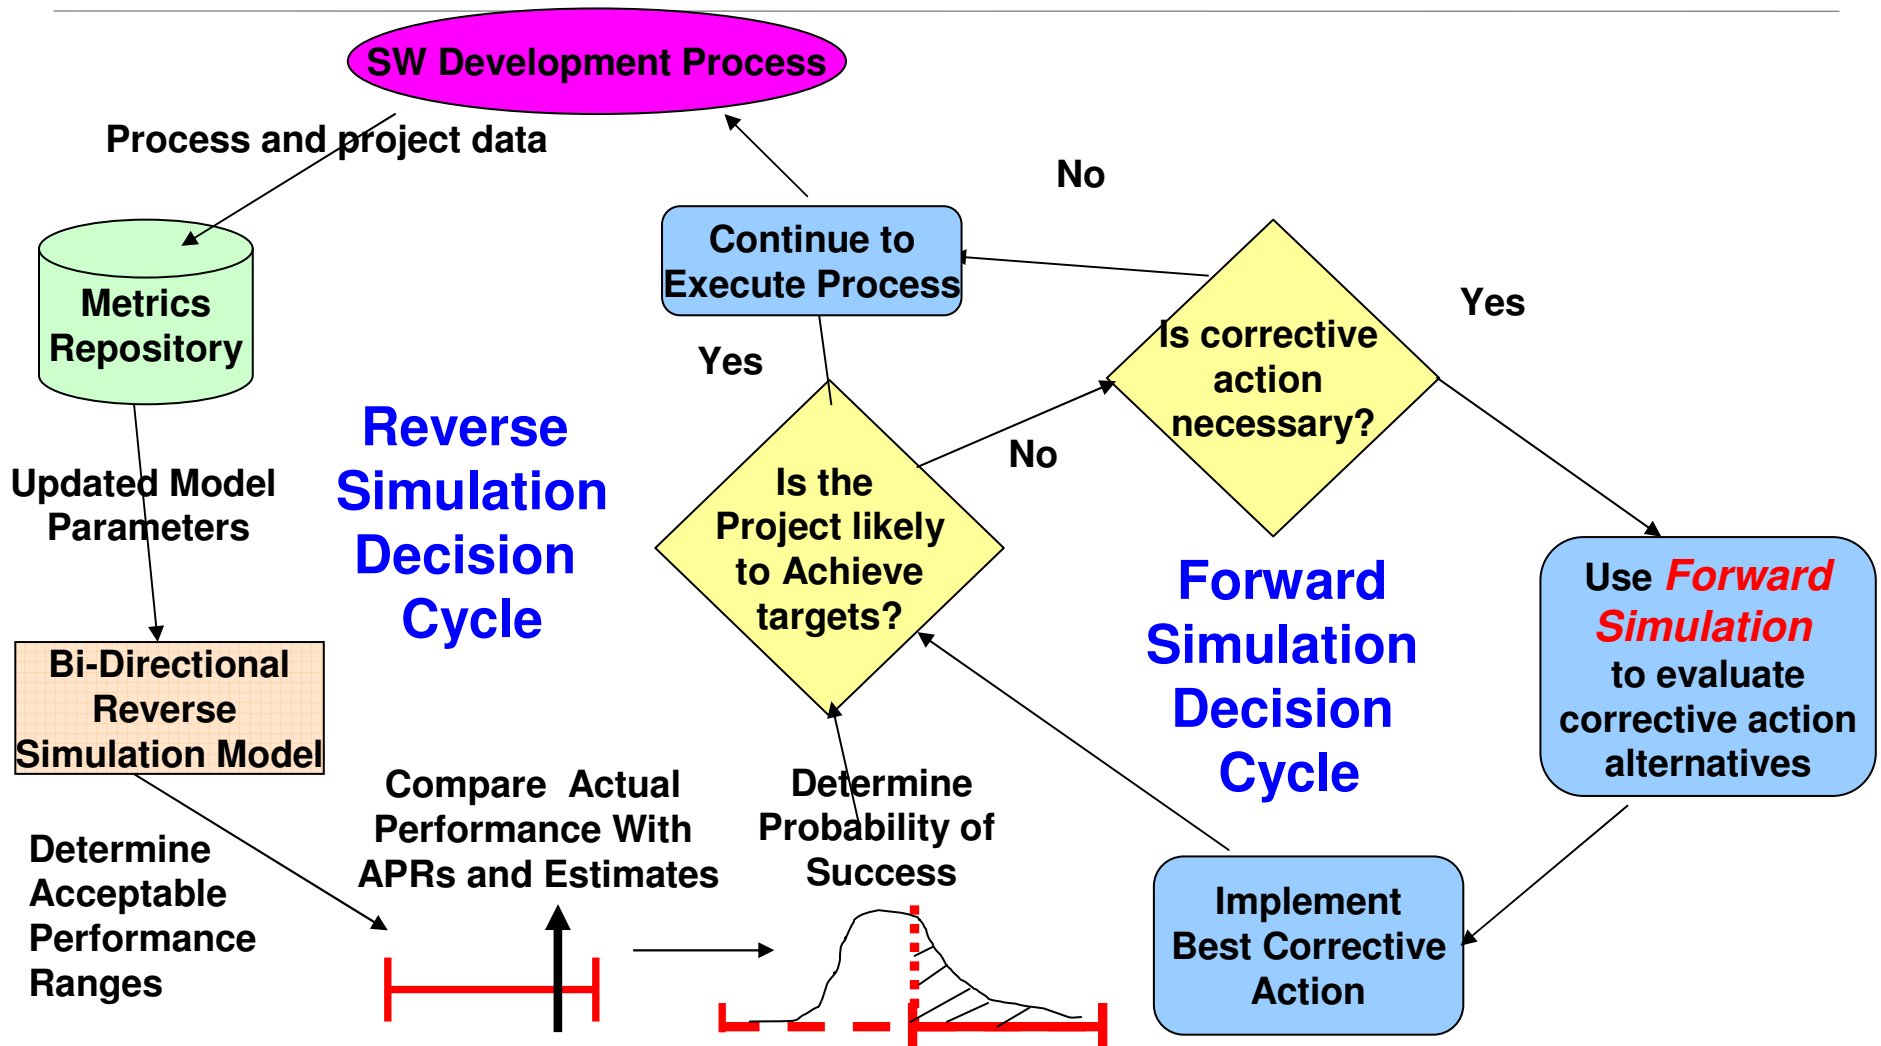 SW Development Process
Process and project data
No
Continue to
Execute Process
Metrics
Repository
Yes
Is corrective
action
necessary?
Yes
Reverse
Simulation
Decision
Cycle
No
Updated Model
Parameters
Is the
Project likely
to Achieve
targets?
Forward
Simulation
Decision
Cycle
Use Forward
Simulation
to evaluate
corrective action
alternatives
Bi-Directional
Reverse
Simulation Model
Compare Actual
Performance With
APRs and Estimates
Determine
Probability of
Success
Determine
Acceptable
Performance
Ranges
Implement
Best Corrective
Action